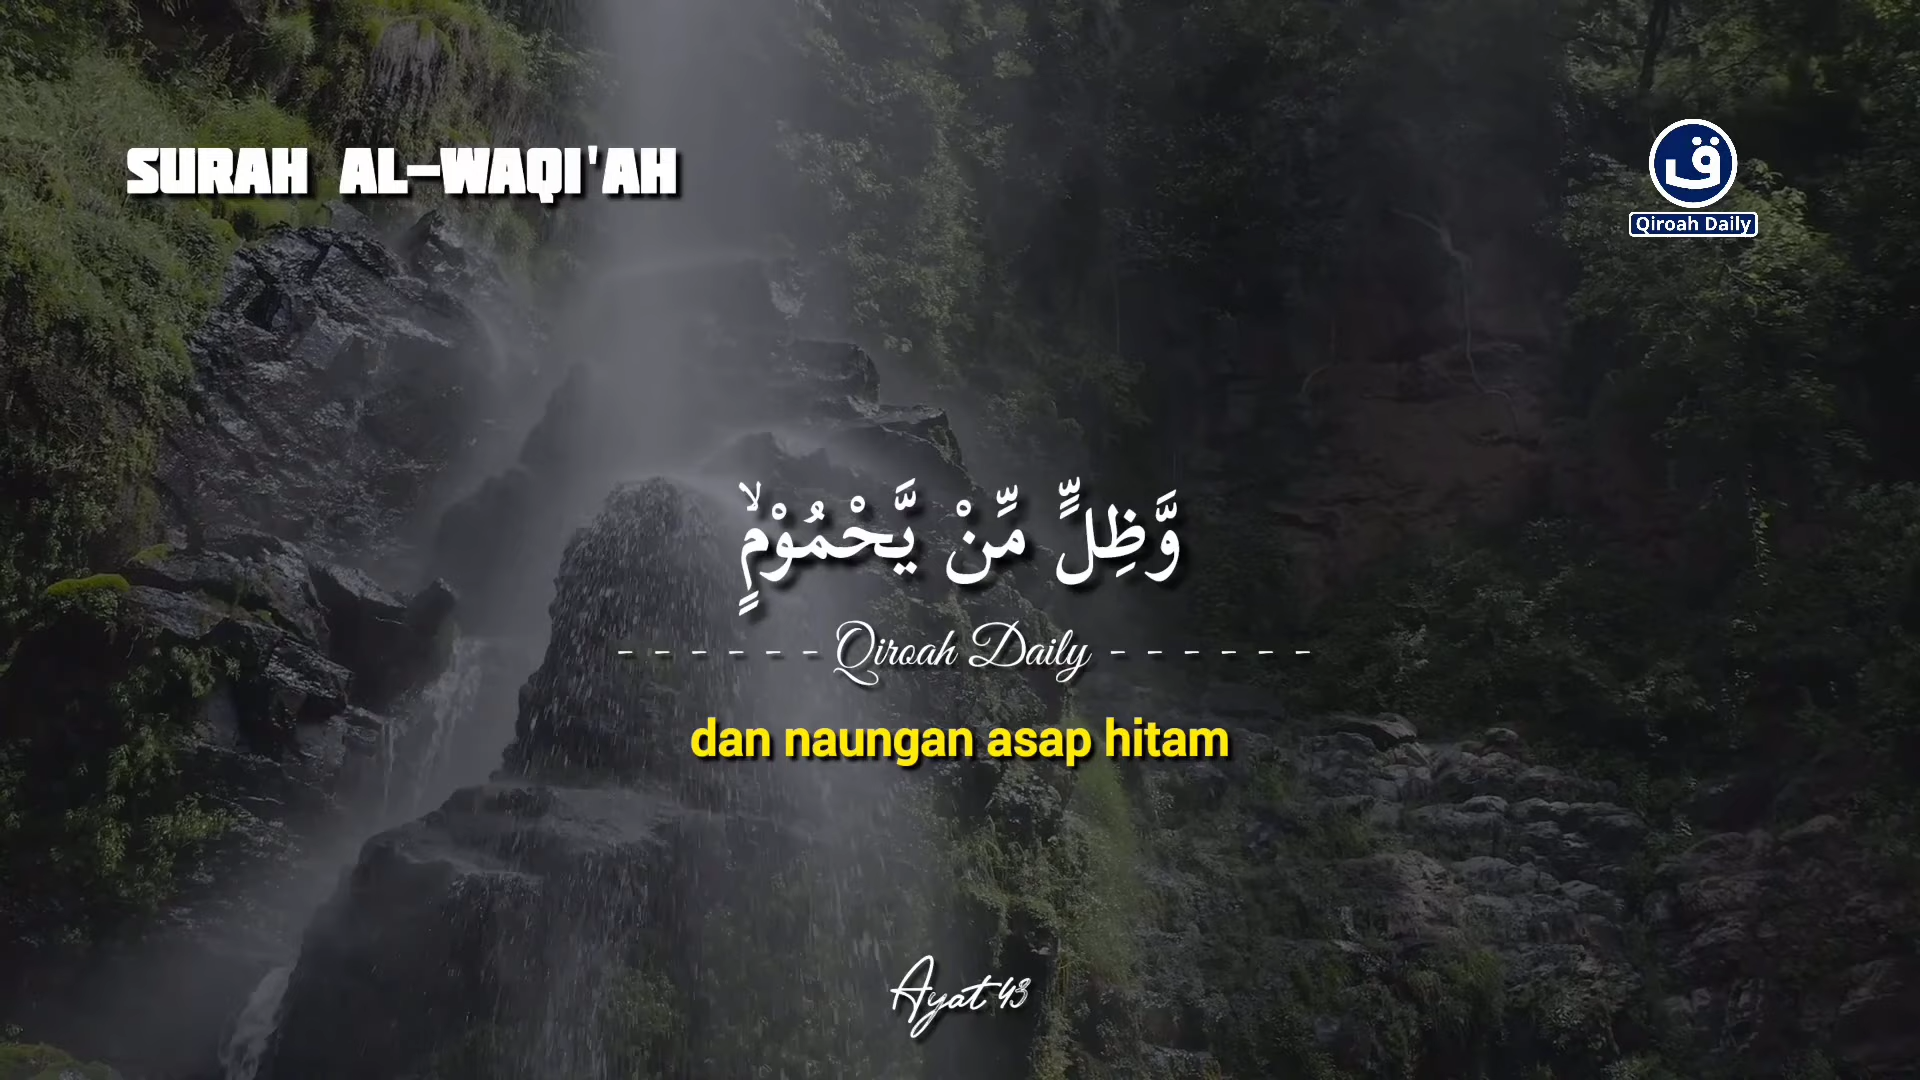 SURAH AL-WAQI'AH
ق
Qiroah Daily
وَّظِلٍّ مِّنْ يَّحْمُوْمٍۙ
- - - - - - Qiroah Daily - - - - - -
dan naungan asap hitam
Ayat 43